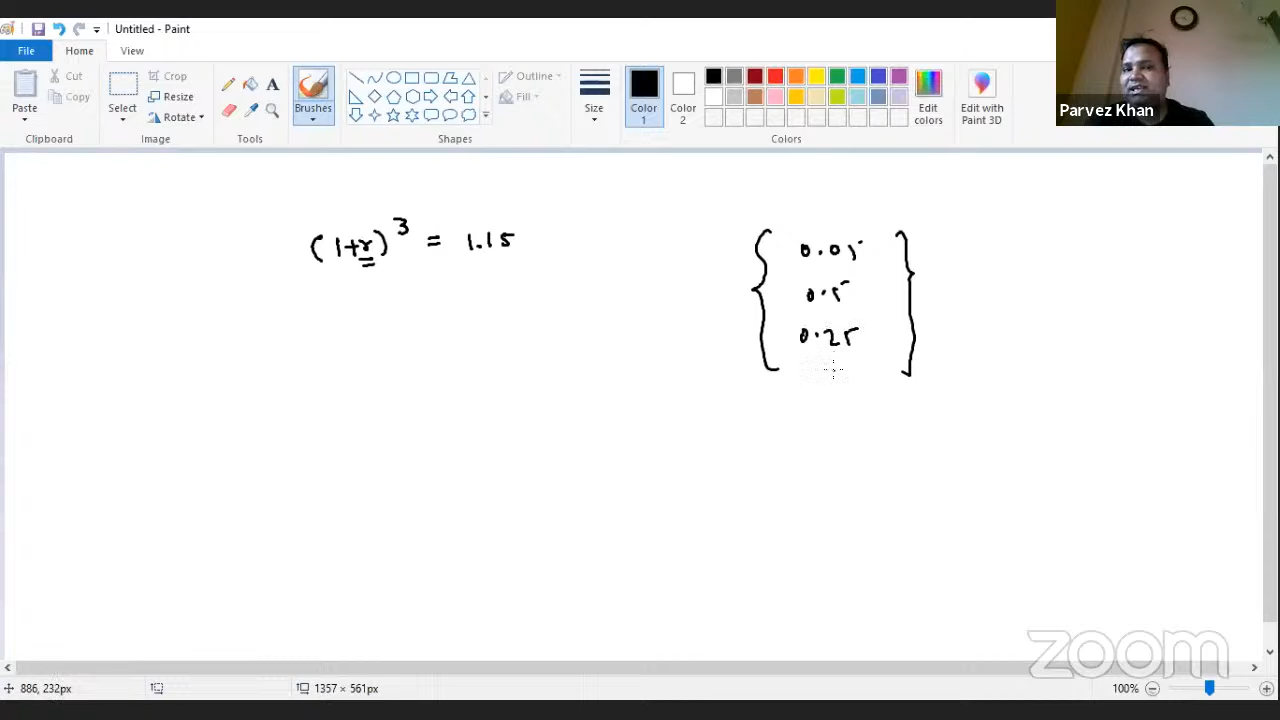 Untitled - Paint
File
Home
View
Paste
Cut
Copy
Clipboard
Select
Crop
Resize
Rotate
Image
Tools
Brushes
Outline
Fill
Shapes
Size
Color
1
Color
2
Edit
colors
Colors
Edit with
Paint 3D
Parvez Khan
(1+r)³ = 1.15
0.05
0.5
0.25
zoom
886, 232px
1357 × 561px
100%